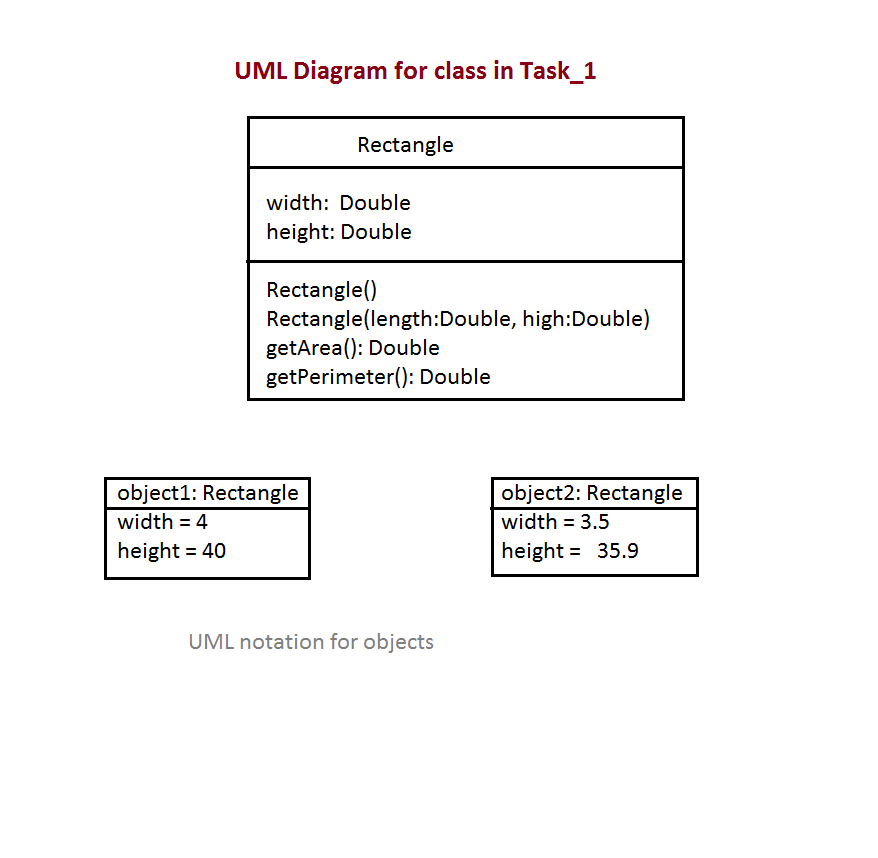 UML Diagram for class in Task_1
Rectangle
width: Double
height: Double
Rectangle()
Rectangle(length:Double, high:Double)
getArea(): Double
getPerimeter(): Double
object1: Rectangle
width = 4
height = 40
object2: Rectangle
width = 3.5
height = 35.9
UML notation for objects